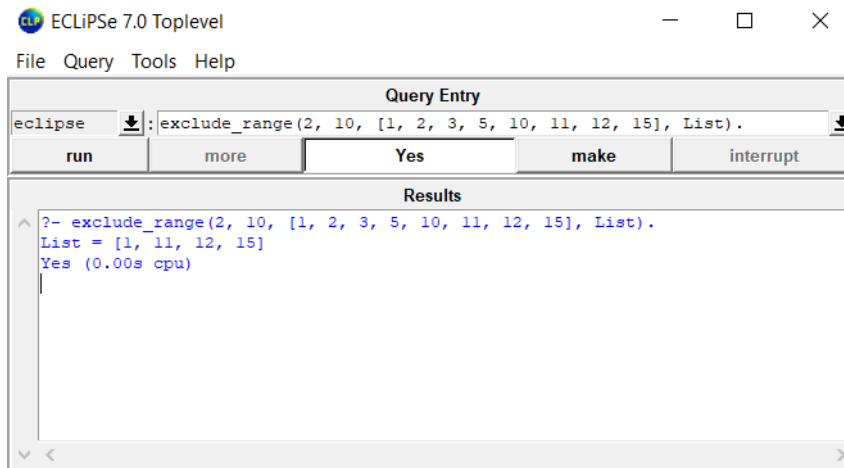 CLP ECLiPSe 7.0 Toplevel
File Query Tools Help
Query Entry
eclipse : exclude_range(2, 10, [1, 2, 3, 5, 10, 11, 12, 15], List).
run more Yes make interrupt
Results
?- exclude_range(2, 10, [1, 2, 3, 5, 10, 11, 12, 15], List).
List = [1, 11, 12, 15]
Yes (0.00s cpu)